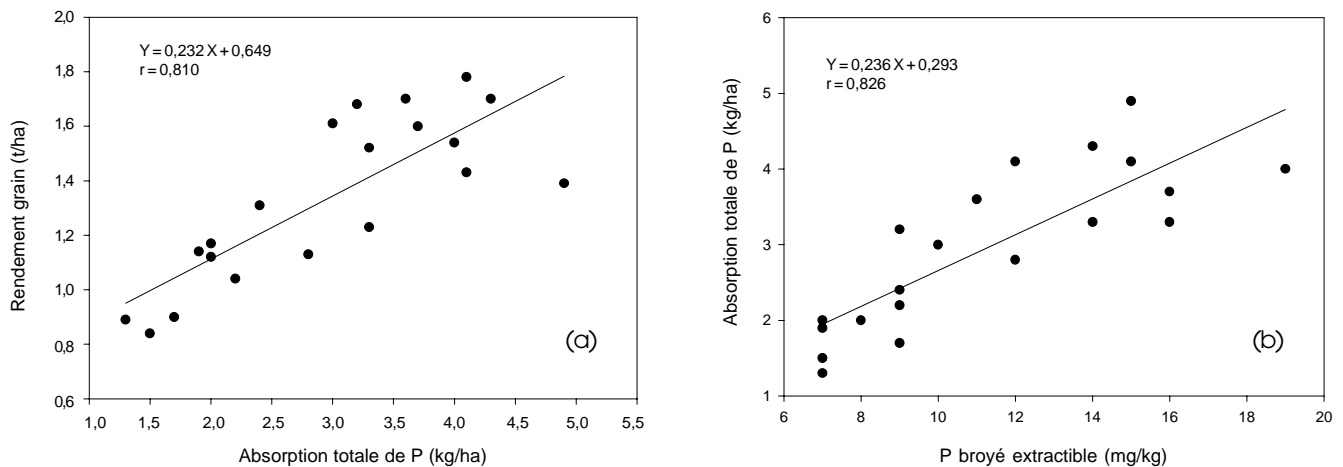 2,0
1,8
1,6
1,4
1,2
1,0
0,8
0,6
Rendement grain (t/ha)
Y = 0,232 X + 0,649
r = 0,810
(a)
1,0 1,5 2,0 2,5 3,0 3,5 4,0 4,5 5,0 5,5
Absorption totale de P (kg/ha)
6
5
4
3
2
1
Absorption totale de P (kg/ha)
Y = 0,236 X + 0,293
r = 0,826
(b)
6 8 10 12 14 16 18 20
P broyé extractible (mg/kg)